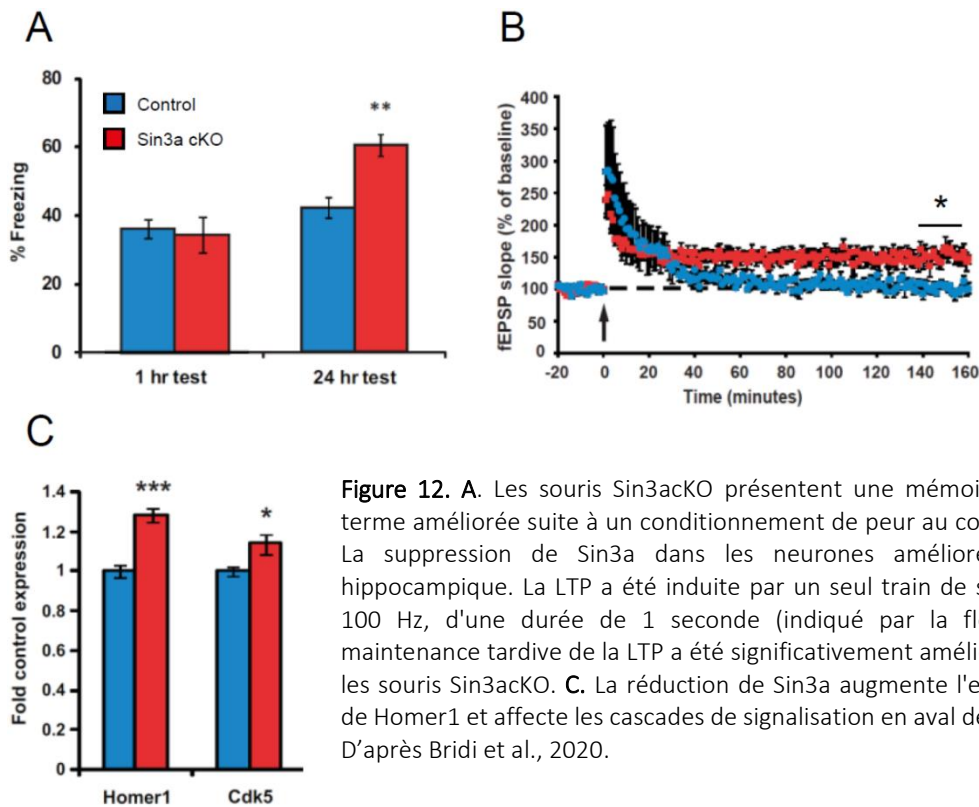 A
80
60
40
20
0
% Freezing
Control
Sin3a cKO
**
1 hr test
24 hr test
B
400
350
300
250
200
150
100
50
0
fEPSP slope (% of baseline)
*
-20 0 20 40 60 80 100 120 140 160
Time (minutes)
C
1.4
1.2
1
0.8
0.6
0.4
0.2
0
Fold control expression
***
*
Homer1
Cdk5
Figure 12. A. Les souris Sin3acKO présentent une mémoi
terme améliorée suite à un conditionnement de peur au co
La suppression de Sin3a dans les neurones améliore
hippocampique. La LTP a été induite par un seul train de s
100 Hz, d'une durée de 1 seconde (indiqué par la fl
maintenance tardive de la LTP a été significativement améli
les souris Sin3acKO. C. La réduction de Sin3a augmente l'e
de Homer1 et affecte les cascades de signalisation en aval de
D’après Bridi et al., 2020.